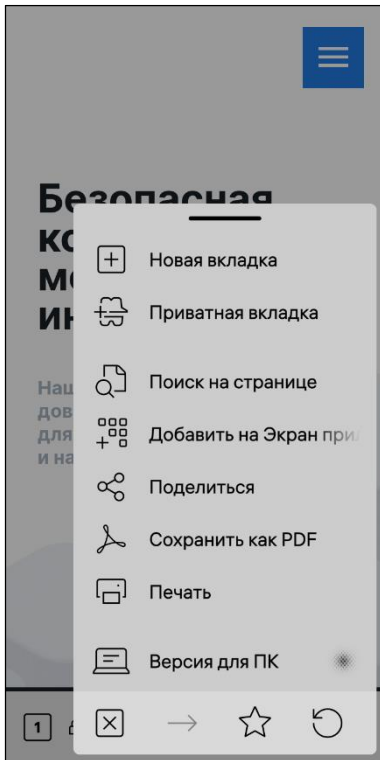 Безопасная
Новая вкладка
Приватная вкладка
Поиск на странице
Добавить на Экран
Поделиться
Сохранить как PDF
Печать
Версия для ПК
1